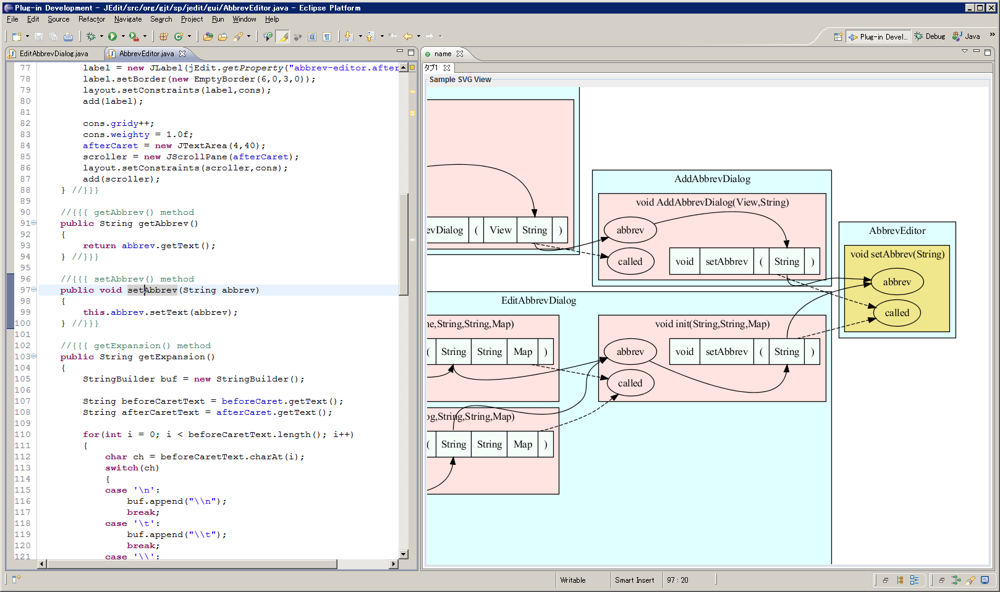 Plug-in Development - JEdit/src/org/gjt/sp/jedit/gui/AbbrevEditor.java - Eclipse Platform
File Edit Source Refactor Navigate Search Project Run Window Help
Plug-in Devel... Debug Java
EditAbbrevDialog.java AbbrevEditor.java
77 label = new JLabel(jEdit.getProperty("abbrev-editor.after
78 label.setBorder(new EmptyBorder(6,0,3,0));
79 layout.setConstraints(label,cons);
80 add(label);
81
82 cons.gridy++;
83 cons.weighty = 1.0f;
84 afterCaret = new JTextArea(4,40);
85 scroller = new JScrollPane(afterCaret);
86 layout.setConstraints(scroller,cons);
87 add(scroller);
88 } //}}}
89
90 //{{{ getAbbrev() method
91 public String getAbbrev()
92 {
93 return abbrev.getText();
94 } //}}}
95
96 //{{{ setAbbrev() method
97 public void setAbbrev(String abbrev)
98 {
99 this.abbrev.setText(abbrev);
100 } //}}}
101
102 //{{{ getExpansion() method
103 public String getExpansion()
104 {
105 StringBuilder buf = new StringBuilder();
106
107 String beforeCaretText = beforeCaret.getText();
108 String afterCaretText = afterCaret.getText();
109
110 for(int i = 0; i < beforeCaretText.length(); i++)
111 {
112 char ch = beforeCaretText.charAt(i);
113 switch(ch)
114 {
115 case '\n':
116 buf.append("\\n");
117 break;
118 case '\t':
119 buf.append("\\t");
120 break;
121 case '\\':
name
タブ1
Sample SVG View
evDialog ( View String )
AddAbbrevDialog
void AddAbbrevDialog(View,String)
abbrev
called
void setAbbrev ( String )
AbbrevEditor
void setAbbrev(String)
abbrev
called
EditAbbrevDialog
ne,String,String,Map)
( String String Map )
void init(String,String,Map)
abbrev
called
void setAbbrev ( String )
og,String,String,Map)
( String String Map )
Writable Smart Insert 97 : 20